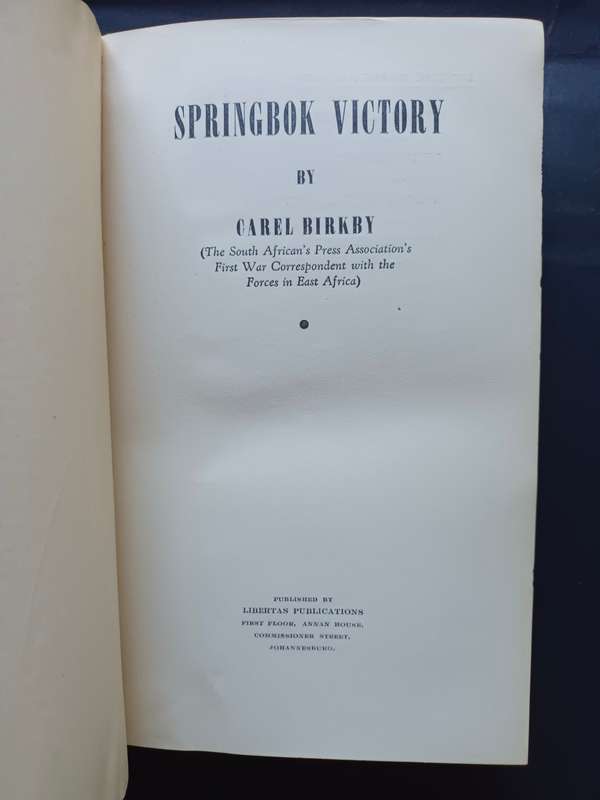 SPRINGBOK VICTORY
BY
CAREL BIRKBY
(The South African's Press Association's
First War Correspondent with the
Forces in East Africa)
PUBLISHED BY
LIBERTAS PUBLICATIONS
FIRST FLOOR, ANNAN HOUSE,
COMMISSIONER STREET,
JOHANNESBURG.